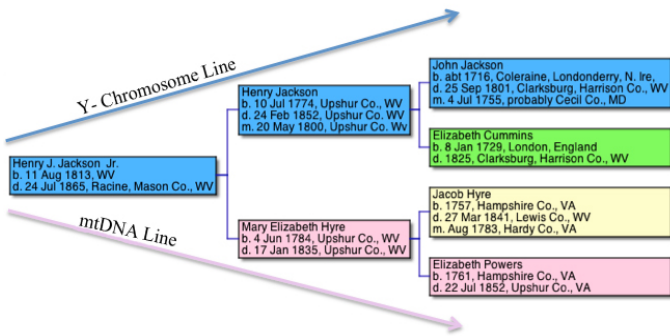 Y- Chromosome Line
John Jackson
b. abt 1716, Coleraine, Londonderry, N. Ire,
d. 25 Sep 1801, Clarksburg, Harrison Co., WV
m. 4 Jul 1755, probably Cecil Co., MD
Henry Jackson
b. 10 Jul 1774, Upshur Co., WV
d. 24 Feb 1852, Upshur Co. WV
m. 20 May 1800, Upshur Co. Wv
Elizabeth Cummins
b. 8 Jan 1729, London, England
d. 1825, Clarksburg, Harrison Co., WV
Henry J. Jackson Jr.
b. 11 Aug 1813, WV
d. 24 Jul 1865, Racine, Mason Co., WV
Jacob Hyre
b. 1757, Hampshire Co., VA
d. 27 Mar 1841, Lewis Co., WV
m. Aug 1783, Hardy Co., VA
mtDNA Line
Mary Elizabeth Hyre
b. 4 Jun 1784, Upshur Co., WV
d. 17 Jan 1835, Upshur Co., WV
Elizabeth Powers
b. 1761, Hampshire Co., VA
d. 22 Jul 1852, Upshur Co., VA